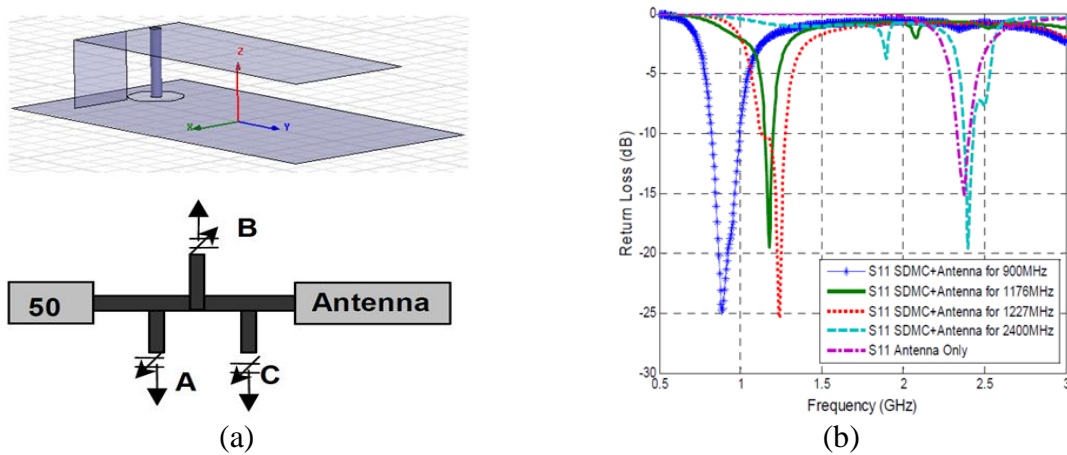 Z
X
Y
B
50
Antenna
A
C
(a)
0
-5
-10
-15
-20
-25
-30
0.5
1
1.5
2
2.5
3
Return Loss (dB)
Frequency (GHz)
S11 SDMC+Antenna for 900MHz
S11 SDMC+Antenna for 1176MHz
S11 SDMC+Antenna for 1227MHz
S11 SDMC+Antenna for 2400MHz
S11 Antenna Only
(b)